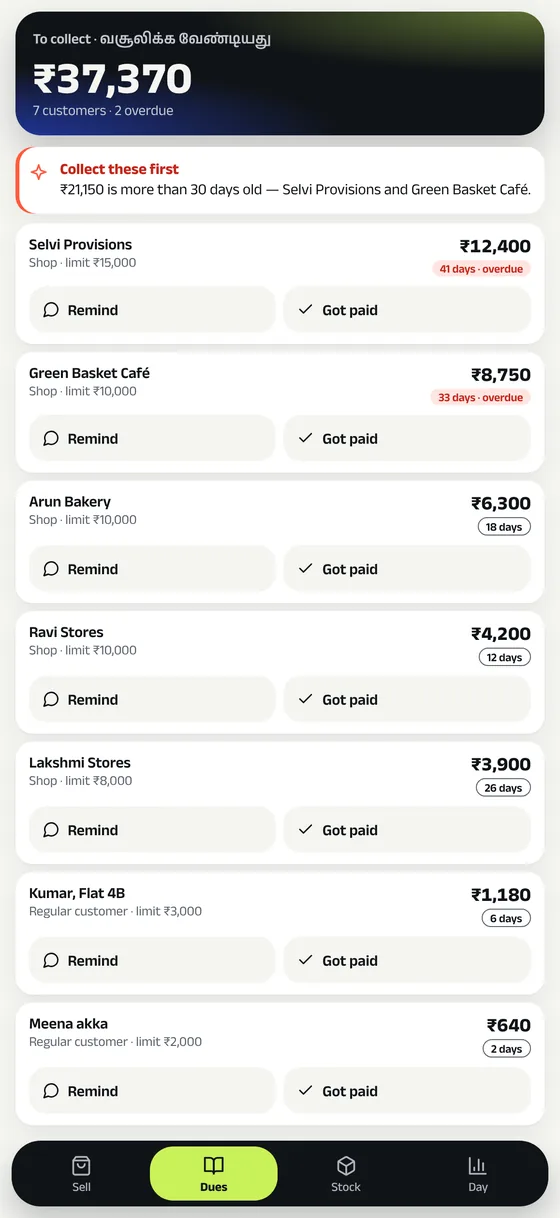 To collect · வசூலிக்க வேண்டியது
₹37,370
7 customers · 2 overdue
Collect these first
₹21,150 is more than 30 days old — Selvi Provisions and Green Basket Café.
Selvi Provisions
₹12,400
Shop · limit ₹15,000
41 days · overdue
Remind
Got paid
Green Basket Café
₹8,750
Shop · limit ₹10,000
33 days · overdue
Remind
Got paid
Arun Bakery
₹6,300
Shop · limit ₹10,000
18 days
Remind
Got paid
Ravi Stores
₹4,200
Shop · limit ₹10,000
12 days
Remind
Got paid
Lakshmi Stores
₹3,900
Shop · limit ₹8,000
26 days
Remind
Got paid
Kumar, Flat 4B
₹1,180
Regular customer · limit ₹3,000
6 days
Remind
Got paid
Meena akka
₹640
Regular customer · limit ₹2,000
2 days
Remind
Got paid
Sell
Dues
Stock
Day